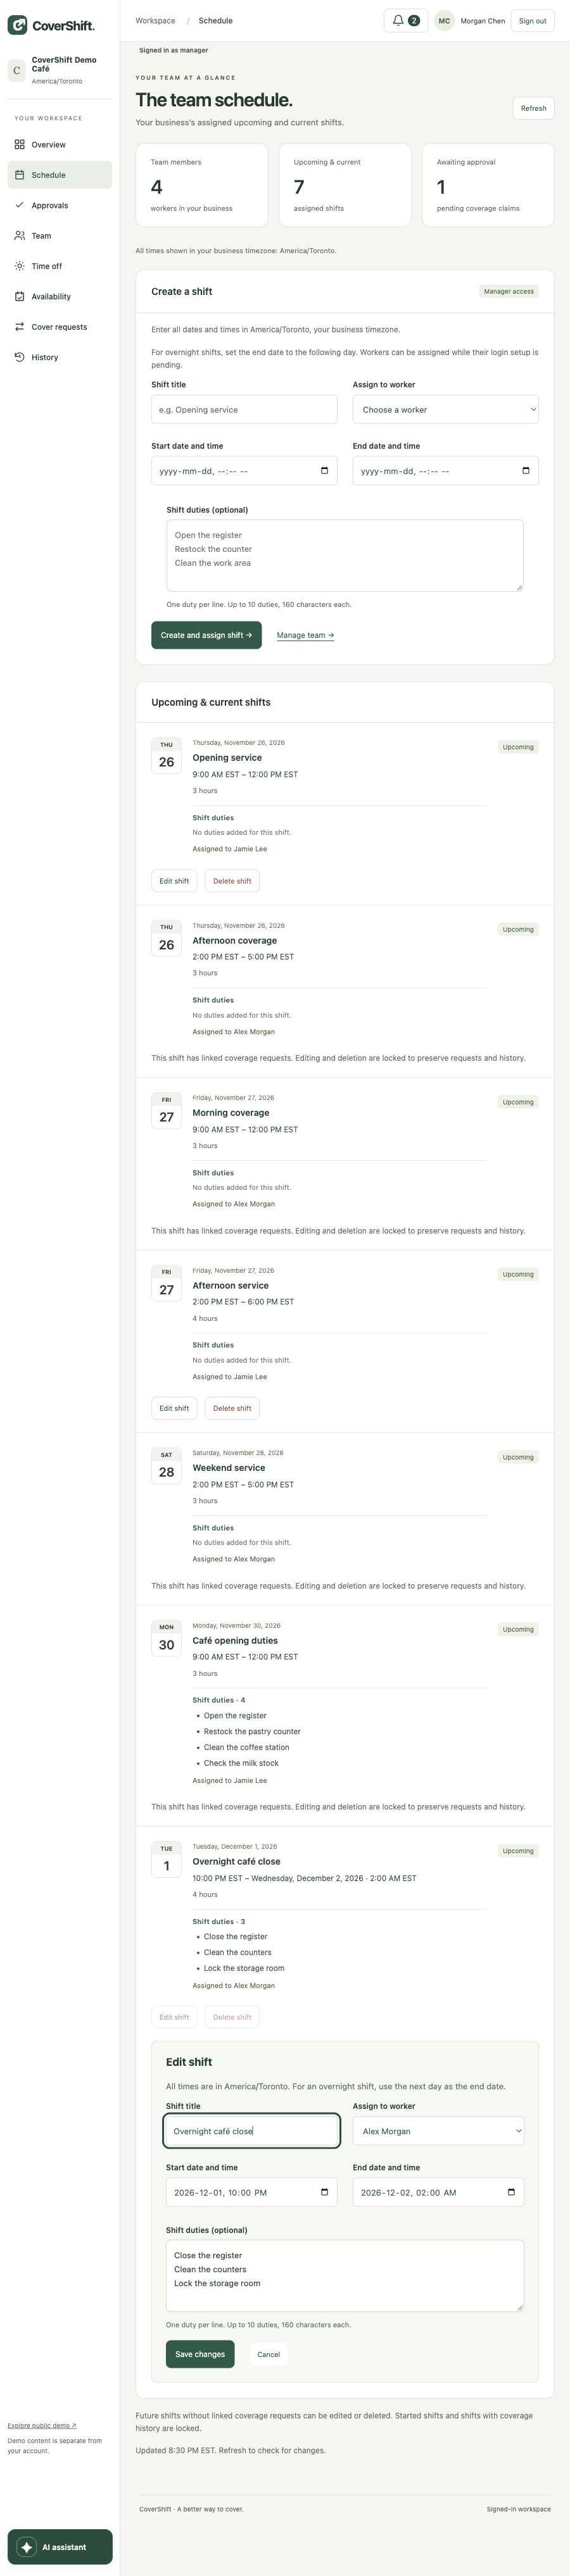 CoverShift.
C
CoverShift Demo
Café
America/Toronto
YOUR WORKSPACE
Overview
Schedule
Approvals
Team
Time off
Availability
Cover requests
History
Workspace / Schedule
2
MC
Morgan Chen
Sign out
Signed in as manager
YOUR TEAM AT A GLANCE
The team schedule.
Your business's assigned upcoming and current shifts.
Refresh
Team members
4
workers in your business
Upcoming & current
7
assigned shifts
Awaiting approval
1
pending coverage claims
All times shown in your business timezone: America/Toronto.
Create a shift
Manager access
Enter all dates and times in America/Toronto, your business timezone.
For overnight shifts, set the end date to the following day. Workers can be assigned while their login setup is
pending.
Shift title
e.g. Opening service
Assign to worker
Choose a worker
Start date and time
yyyy-mm-dd, --:-- --
End date and time
yyyy-mm-dd, --:-- --
Shift duties (optional)
Open the register
Restock the counter
Clean the work area
One duty per line. Up to 10 duties, 160 characters each.
Create and assign shift →
Manage team →
Upcoming & current shifts
THU
26
Thursday, November 26, 2026
Opening service
9:00 AM EST – 12:00 PM EST
3 hours
Shift duties
No duties added for this shift.
Assigned to Jamie Lee
Upcoming
Edit shift
Delete shift
THU
26
Thursday, November 26, 2026
Afternoon coverage
2:00 PM EST – 5:00 PM EST
3 hours
Shift duties
No duties added for this shift.
Assigned to Alex Morgan
Upcoming
This shift has linked coverage requests. Editing and deletion are locked to preserve requests and history.
FRI
27
Friday, November 27, 2026
Morning coverage
9:00 AM EST – 12:00 PM EST
3 hours
Shift duties
No duties added for this shift.
Assigned to Alex Morgan
Upcoming
This shift has linked coverage requests. Editing and deletion are locked to preserve requests and history.
FRI
27
Friday, November 27, 2026
Afternoon service
2:00 PM EST – 6:00 PM EST
4 hours
Shift duties
No duties added for this shift.
Assigned to Jamie Lee
Upcoming
Edit shift
Delete shift
SAT
28
Saturday, November 28, 2026
Weekend service
2:00 PM EST – 5:00 PM EST
3 hours
Shift duties
No duties added for this shift.
Assigned to Alex Morgan
Upcoming
This shift has linked coverage requests. Editing and deletion are locked to preserve requests and history.
MON
30
Monday, November 30, 2026
Café opening duties
9:00 AM EST – 12:00 PM EST
3 hours
Shift duties · 4
• Open the register
• Restock the pastry counter
• Clean the coffee station
• Check the milk stock
Assigned to Jamie Lee
Upcoming
This shift has linked coverage requests. Editing and deletion are locked to preserve requests and history.
TUE
1
Tuesday, December 1, 2026
Overnight café close
10:00 PM EST – Wednesday, December 2, 2026 · 2:00 AM EST
4 hours
Shift duties · 3
• Close the register
• Clean the counters
• Lock the storage room
Assigned to Alex Morgan
Upcoming
Edit shift
Delete shift
Edit shift
All times are in America/Toronto. For an overnight shift, use the next day as the end date.
Shift title
Overnight café close
Assign to worker
Alex Morgan
Start date and time
2026-12-01, 10:00 PM
End date and time
2026-12-02, 02:00 AM
Shift duties (optional)
Close the register
Clean the counters
Lock the storage room
One duty per line. Up to 10 duties, 160 characters each.
Save changes
Cancel
Future shifts without linked coverage requests can be edited or deleted. Started shifts and shifts with coverage
history are locked.
Updated 8:30 PM EST. Refresh to check for changes.
Explore public demo ↗
Demo content is separate from
your account.
AI assistant
CoverShift · A better way to cover.
Signed-in workspace